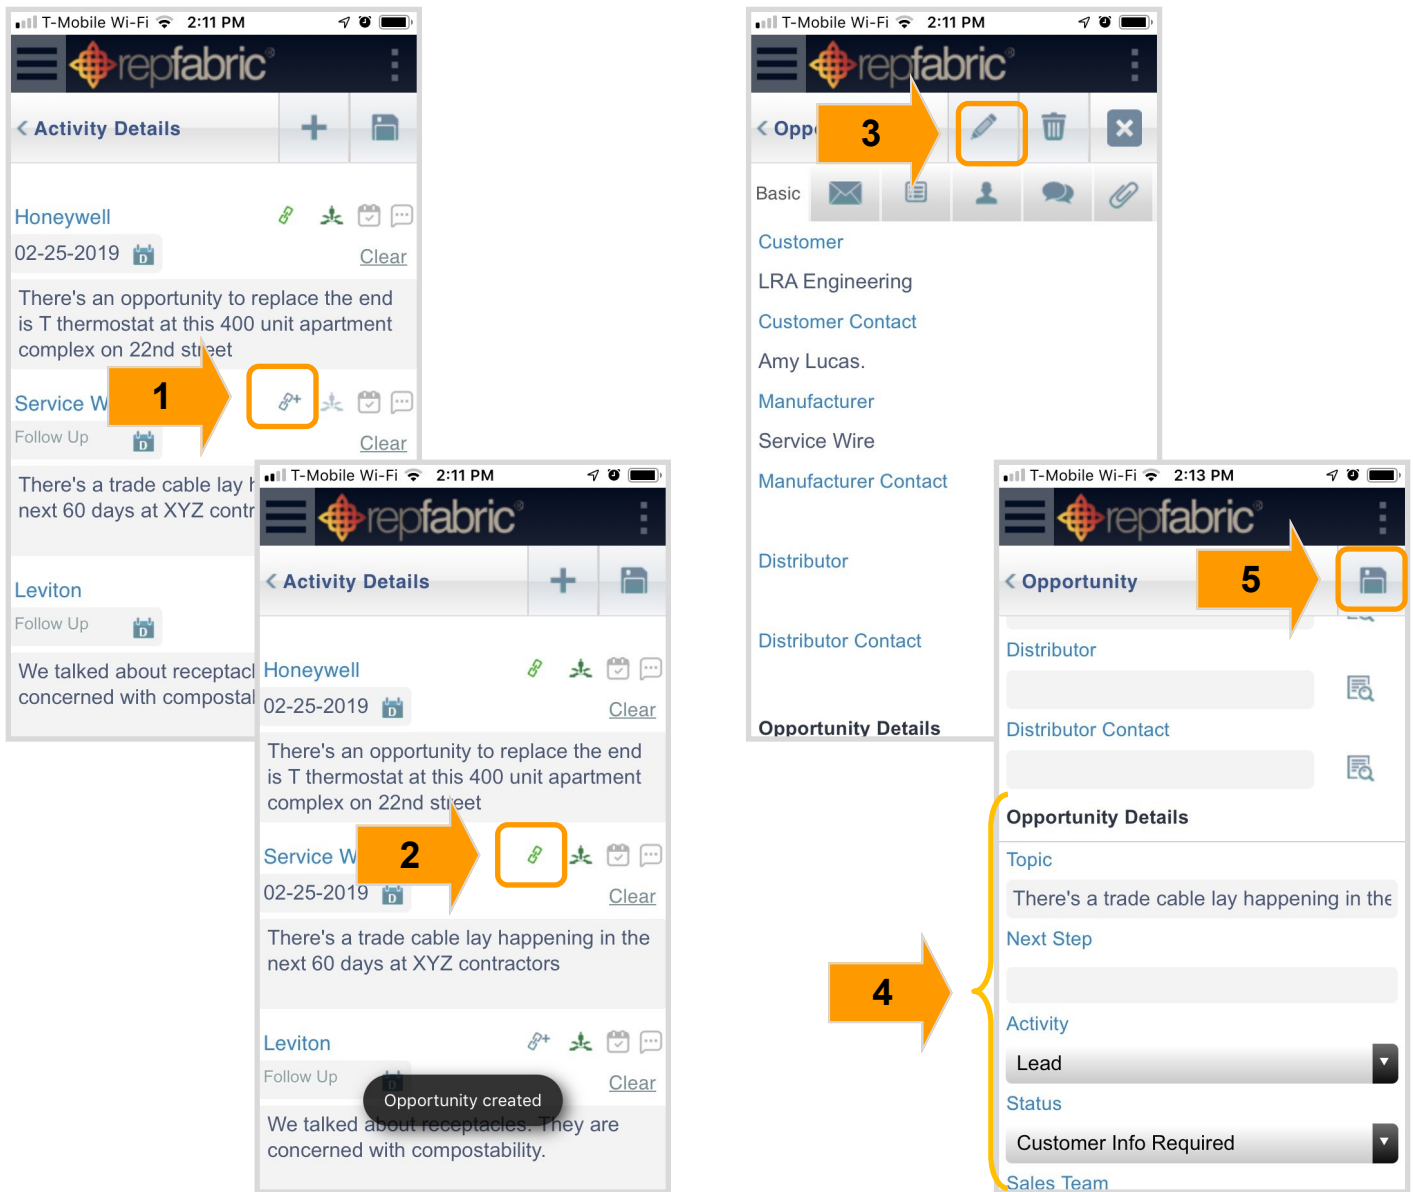 T-Mobile Wi-Fi 2:11 PM
repfabric®
Activity Details
Honeywell
02-25-2019 D
Clear
There's an opportunity to replace the end
is T thermostat at this 400 unit apartment
complex on 22nd street
1
Service W
Follow Up D
Clear
There's a trade cable lay h
next 60 days at XYZ contr
Leviton
Follow Up D
We talked about receptacl
concerned with compostal
T-Mobile Wi-Fi 2:11 PM
repfabric®
Activity Details
Honeywell
02-25-2019 D
Clear
There's an opportunity to replace the end
is T thermostat at this 400 unit apartment
complex on 22nd street
2
Service W
02-25-2019 D
Clear
There's a trade cable lay happening in the
next 60 days at XYZ contractors
Leviton
Follow Up D
Clear
Opportunity created
We talked about receptacles. They are
concerned with compostability.
T-Mobile Wi-Fi 2:11 PM
repfabric®
Oppo
3
Basic
Customer
LRA Engineering
Customer Contact
Amy Lucas.
Manufacturer
Service Wire
Manufacturer Contact
Distributor
Distributor Contact
Opportunity Details
T-Mobile Wi-Fi 2:13 PM
repfabric®
Opportunity
5
Distributor
Distributor Contact
Opportunity Details
Topic
There's a trade cable lay happening in the
Next Step
4
Activity
Lead
Status
Customer Info Required
Sales Team